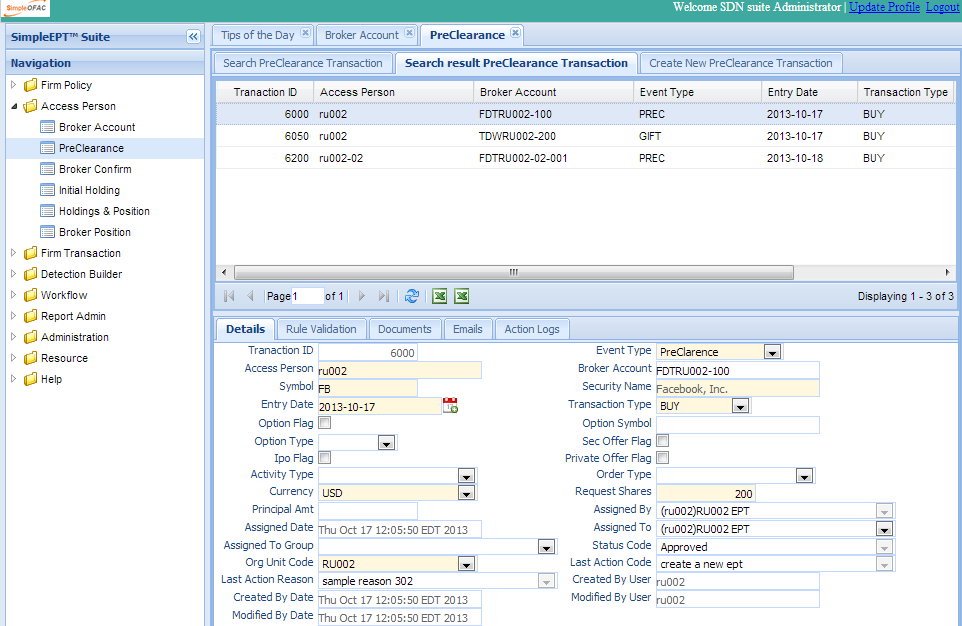 SimpleOFAC
Welcome SDN suite Administrator | Update Profile Logout
SimpleEPT™ Suite
Navigation
Firm Policy
Access Person
Broker Account
PreClearance
Broker Confirm
Initial Holding
Holdings & Position
Broker Position
Firm Transaction
Detection Builder
Workflow
Report Admin
Administration
Resource
Help
Tips of the Day Broker Account PreClearance
Search PreClearance Transaction Search result PreClearance Transaction Create New PreClearance Transaction
Tranaction ID Access Person Broker Account Event Type Entry Date Transaction Type
6000 ru002 FDTRU002-100 PREC 2013-10-17 BUY
6050 ru002 TDWRU002-200 GIFT 2013-10-17 BUY
6200 ru002-02 FDTRU002-02-001 PREC 2013-10-18 BUY
Page 1 of 1 Displaying 1 - 3 of 3
Details Rule Validation Documents Emails Action Logs
Tranaction ID 6000 Event Type PreClarence
Access Person ru002 Broker Account FDTRU002-100
Symbol FB Security Name Facebook, Inc.
Entry Date 2013-10-17 Transaction Type BUY
Option Flag Option Symbol
Option Type Sec Offer Flag
Ipo Flag Private Offer Flag
Activity Type Order Type
Currency USD Request Shares 200
Principal Amt Assigned By (ru002)RU002 EPT
Assigned Date Thu Oct 17 12:05:50 EDT 2013 Assigned To (ru002)RU002 EPT
Assigned To Group Status Code Approved
Org Unit Code RU002 Last Action Code create a new ept
Last Action Reason sample reason 302 Created By User ru002
Created By Date Thu Oct 17 12:05:50 EDT 2013 Modified By User ru002
Modified By Date Thu Oct 17 12:05:50 EDT 2013